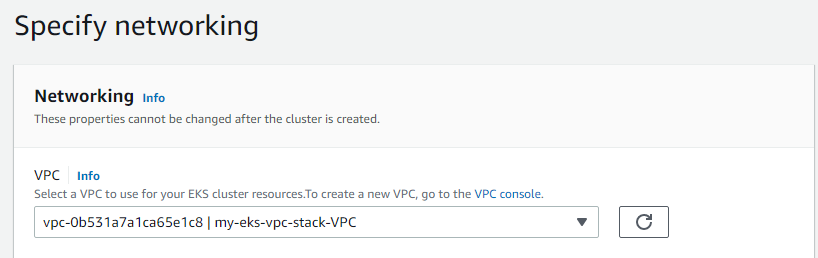 Specify networking
Networking Info
These properties cannot be changed after the cluster is created.
VPC Info
Select a VPC to use for your EKS cluster resources.To create a new VPC, go to the VPC console.
vpc-0b531a7a1ca65e1c8 | my-eks-vpc-stack-VPC